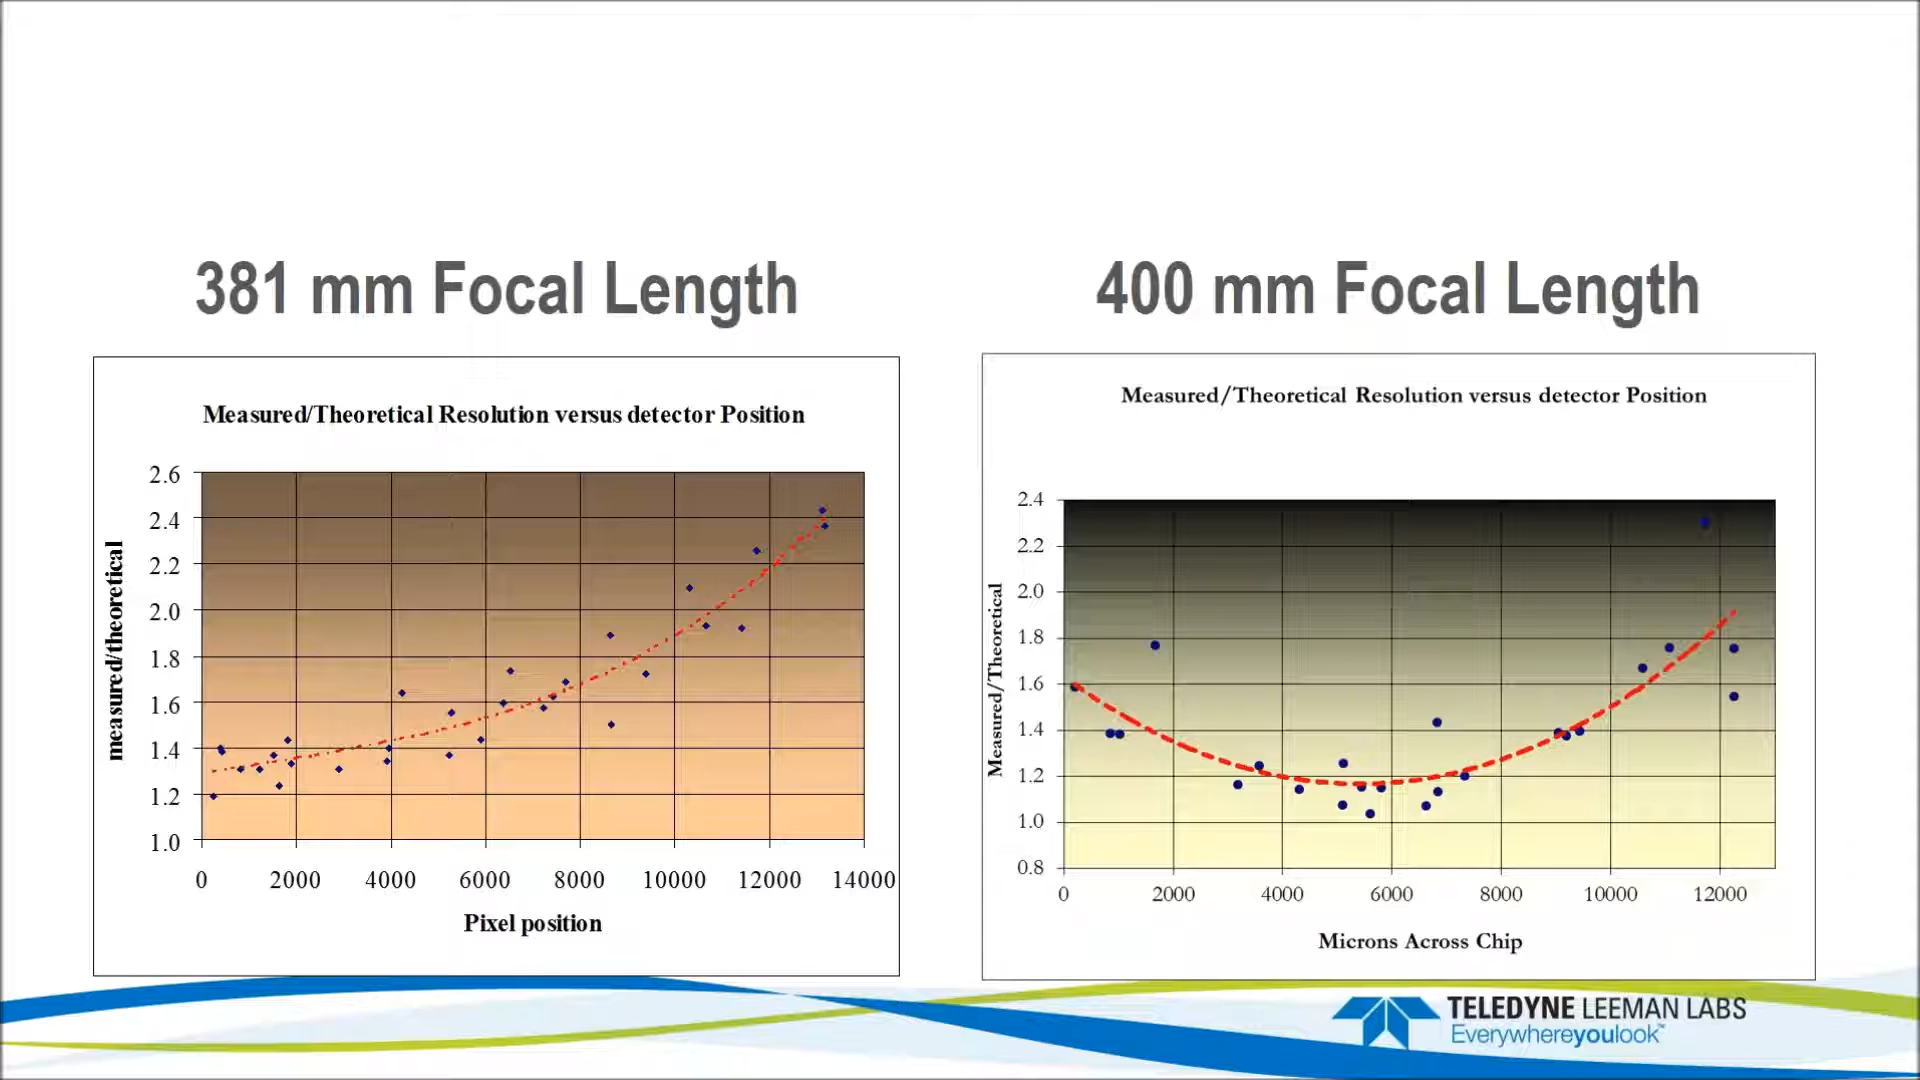 381 mm Focal Length
400 mm Focal Length
Measured/Theoretical Resolution versus detector Position
measured/theoretical
2.6
2.4
2.2
2.0
1.8
1.6
1.4
1.2
1.0
0 2000 4000 6000 8000 10000 12000 14000
Pixel position
Measured/Theoretical Resolution versus detector Position
Measured/Theoretical
2.4
2.2
2.0
1.8
1.6
1.4
1.2
1.0
0.8
0 2000 4000 6000 8000 10000 12000
Microns Across Chip
TELEDYNE LEEMAN LABS
Everywhereyoulook™